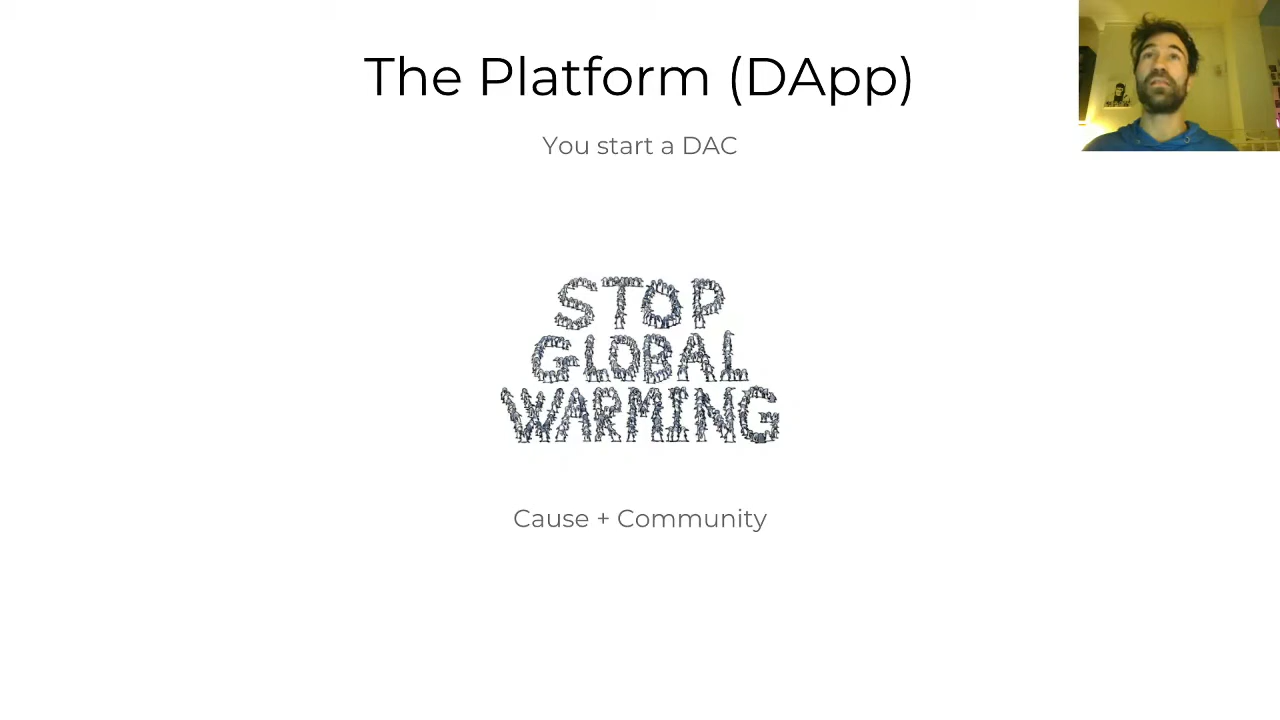 The Platform (DApp)
You start a DAC
STOP
GLOBAL
WARMING
Cause + Community